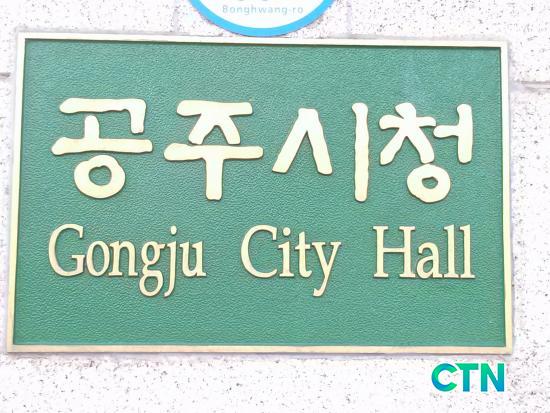 Bonghwang-ro
공주시청
Gongju City Hall
CTN